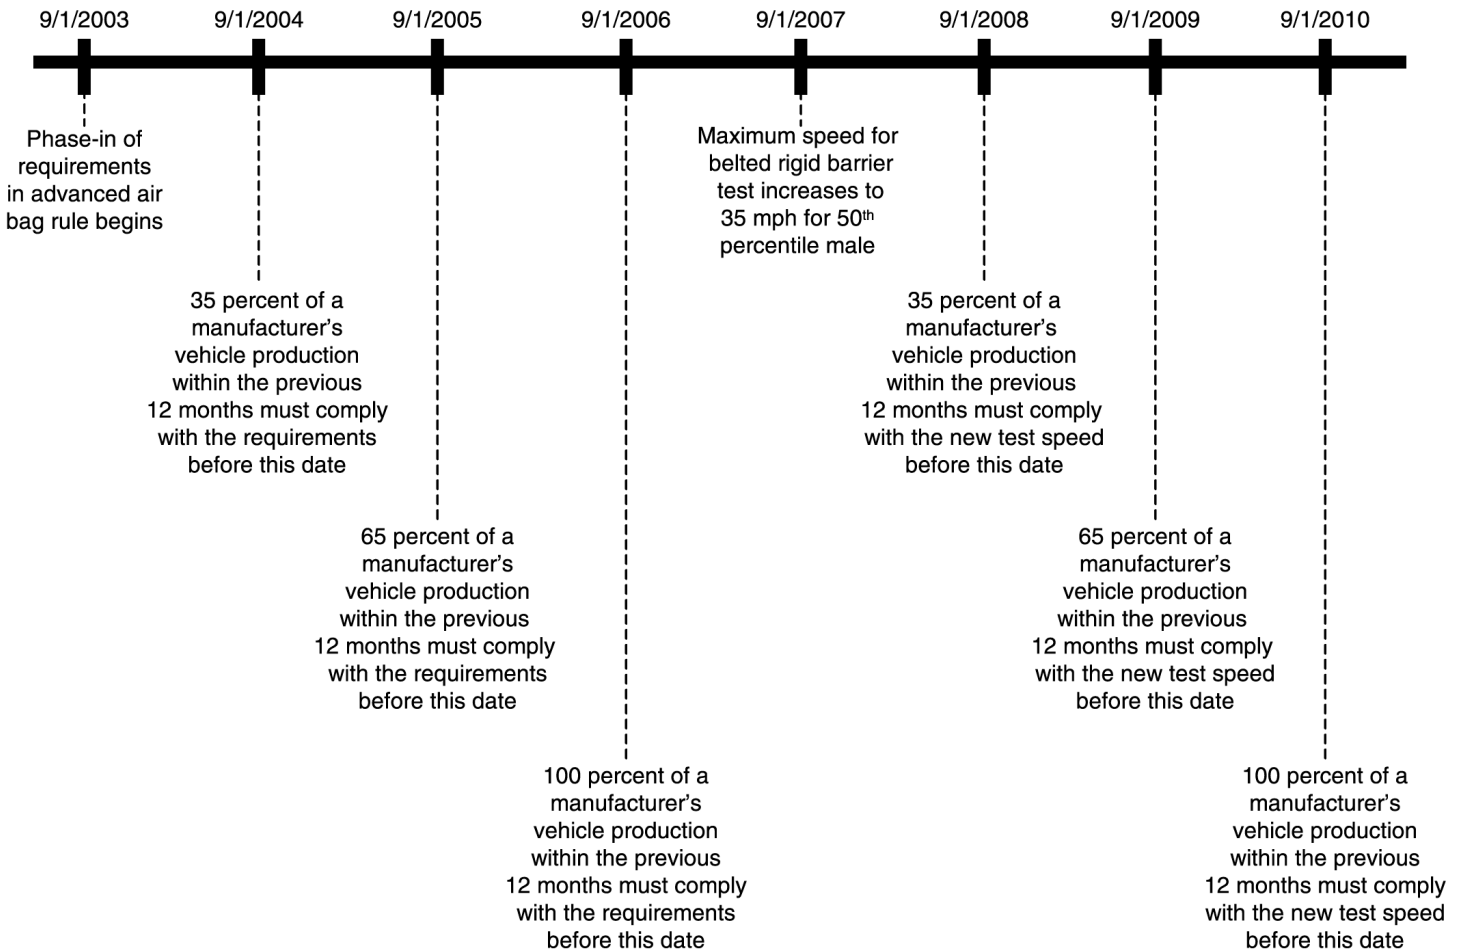 9/1/2003
9/1/2004
9/1/2005
9/1/2006
9/1/2007
9/1/2008
9/1/2009
9/1/2010
Phase-in of
requirements
in advanced air
bag rule begins
35 percent of a
manufacturer’s
vehicle production
within the previous
12 months must comply
with the requirements
before this date
65 percent of a
manufacturer’s
vehicle production
within the previous
12 months must comply
with the requirements
before this date
100 percent of a
manufacturer’s
vehicle production
within the previous
12 months must comply
with the requirements
before this date
Maximum speed for
belted rigid barrier
test increases to
35 mph for 50th
percentile male
35 percent of a
manufacturer’s
vehicle production
within the previous
12 months must comply
with the new test speed
before this date
65 percent of a
manufacturer’s
vehicle production
within the previous
12 months must comply
with the new test speed
before this date
100 percent of a
manufacturer’s
vehicle production
within the previous
12 months must comply
with the new test speed
before this date